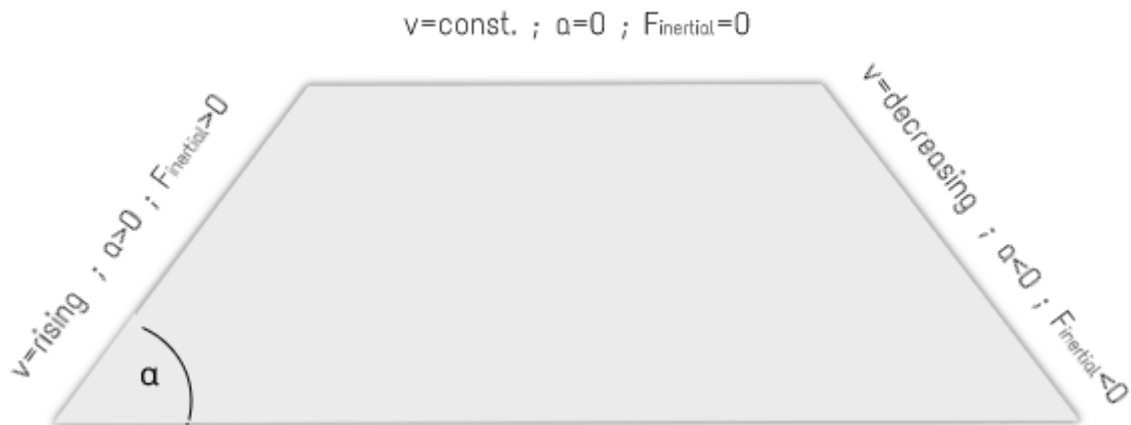 v=const. ; a=0 ; Finertial=0
v=rising ; a>0 ; Finertial>0
v=decreasing ; a<0 ; Finertial<0
α